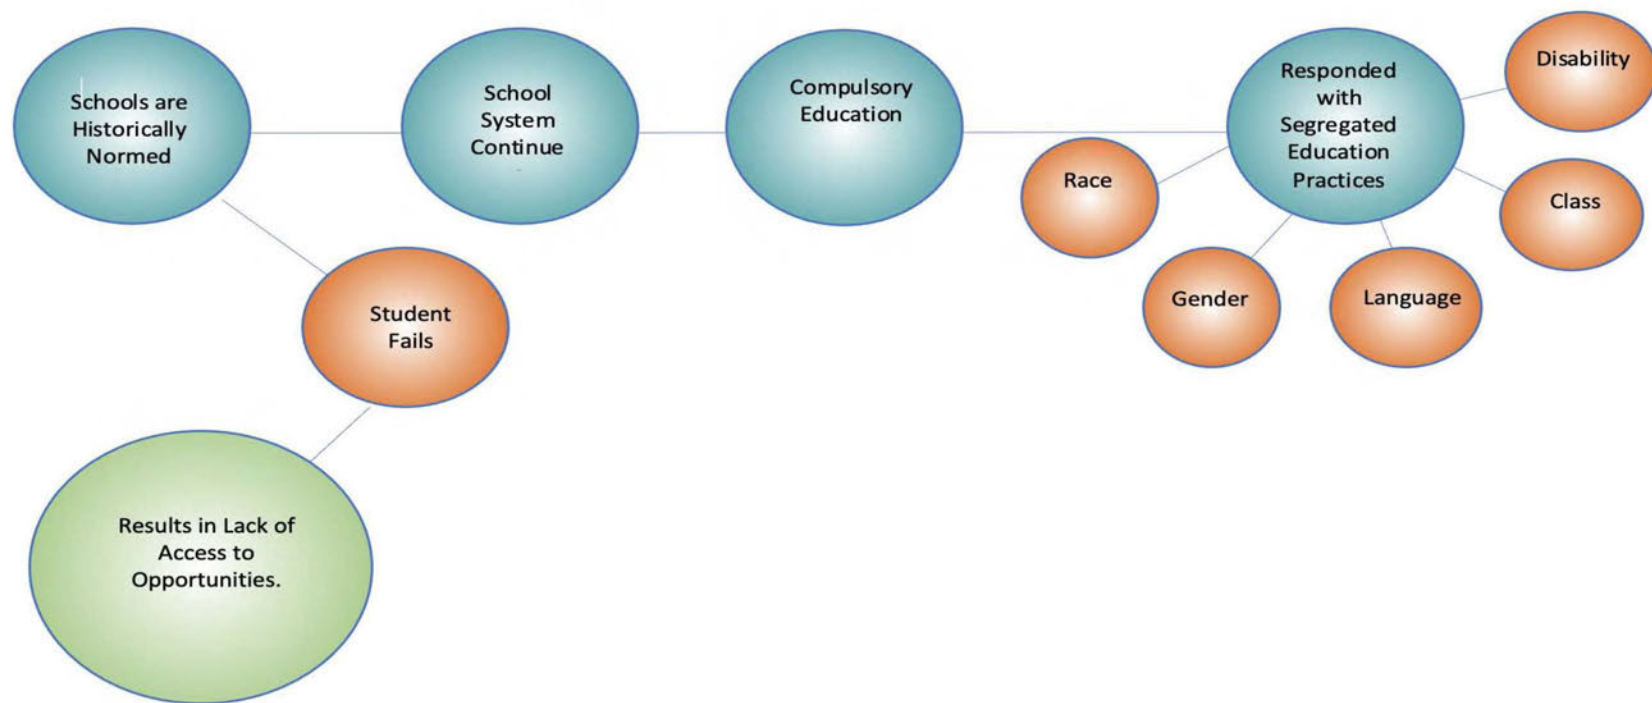 Schools are
Historically
Normed
School
System
Continue
Compulsory
Education
Responded
with
Segregated
Education
Practices
Disability
Race
Class
Gender
Language
Student
Fails
Results in Lack of
Access to
Opportunities.